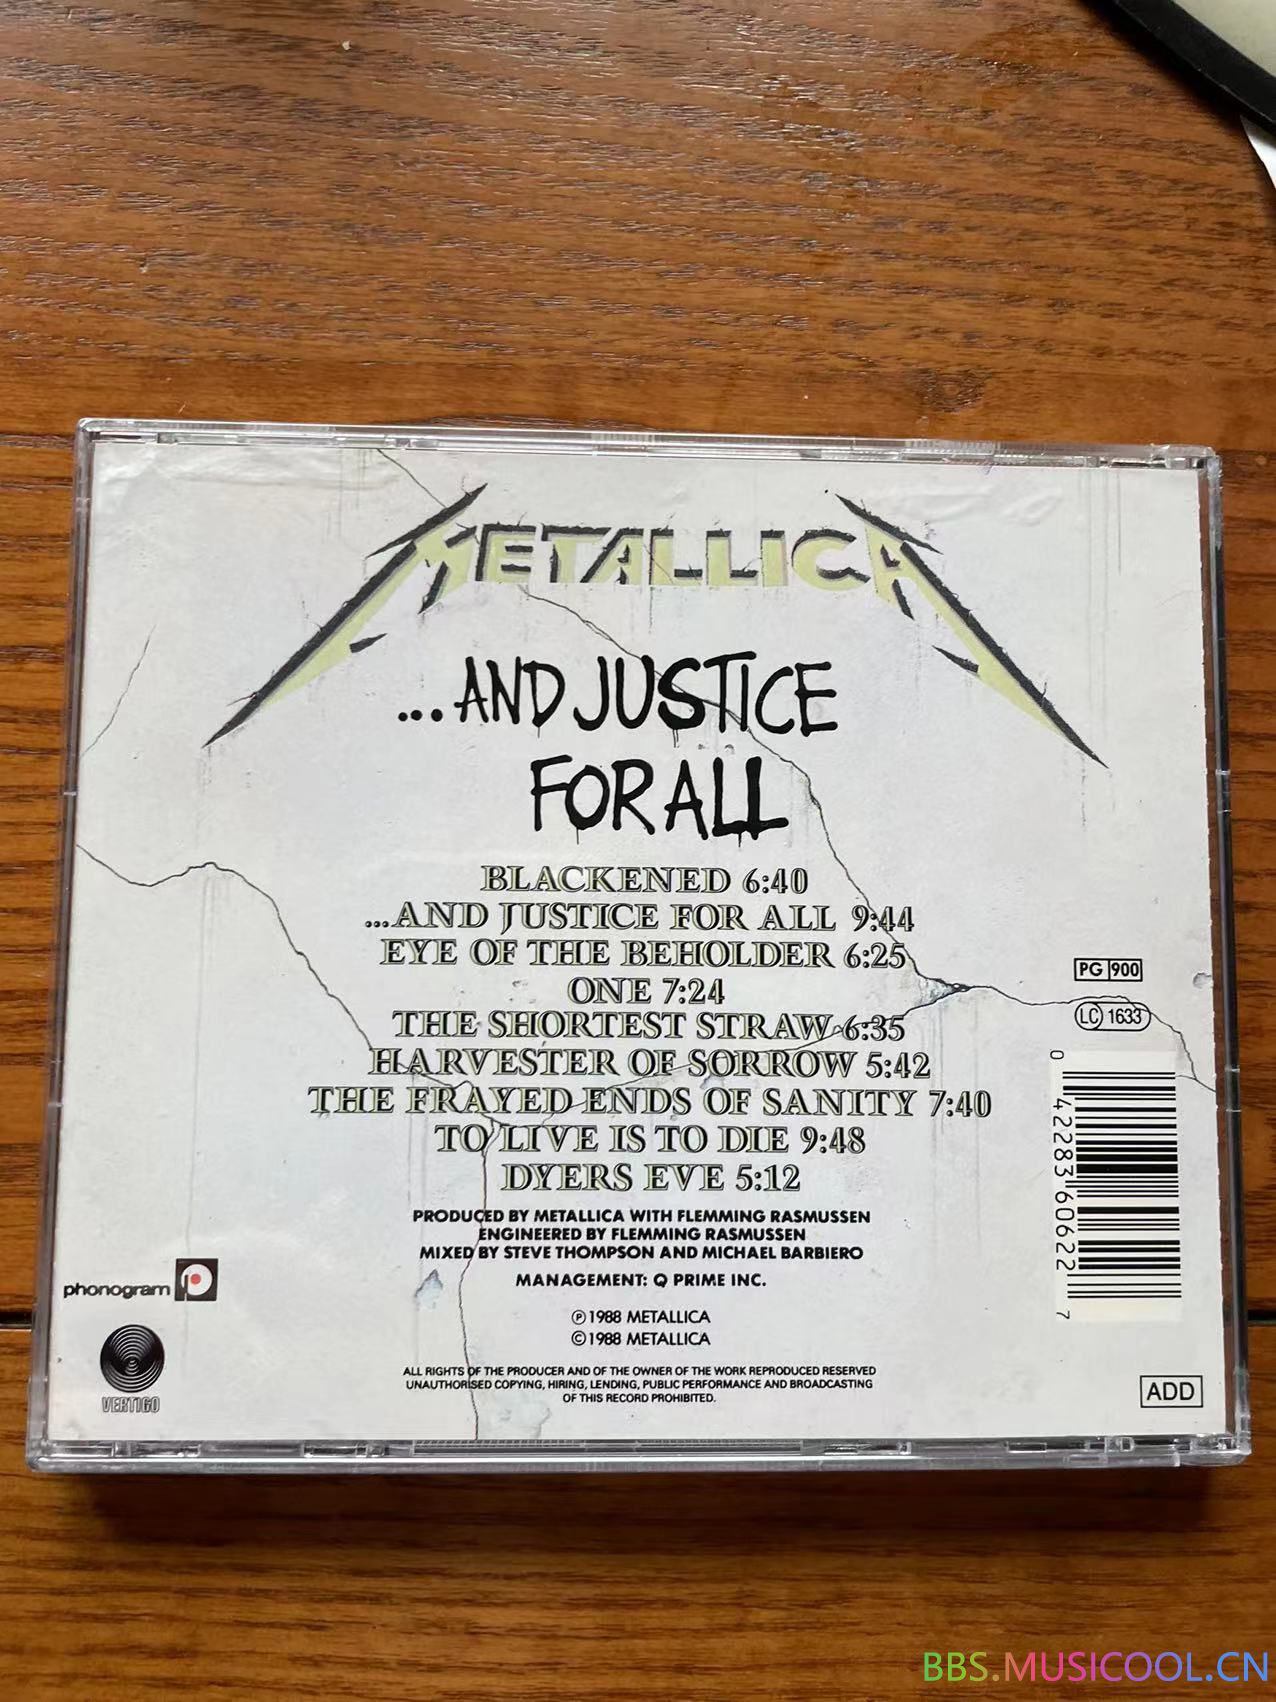 METALLICA
...AND JUSTICE
FOR ALL
BLACKENED 6:40
...AND JUSTICE FOR ALL 9:44
EYE OF THE BEHOLDER 6:25
ONE 7:24
THE SHORTEST STRAW 6:35
HARVESTER OF SORROW 5:42
THE FRAYED ENDS OF SANITY 7:40
TO LIVE IS TO DIE 9:48
DYERS EVE 5:12
PRODUCED BY METALLICA WITH FLEMMING RASMUSSEN
ENGINEERED BY FLEMMING RASMUSSEN
MIXED BY STEVE THOMPSON AND MICHAEL BARBIERO
MANAGEMENT: Q PRIME INC.
℗ 1988 METALLICA
© 1988 METALLICA
ALL RIGHTS OF THE PRODUCER AND OF THE OWNER OF THE WORK REPRODUCED RESERVED
UNAUTHORISED COPYING, HIRING, LENDING, PUBLIC PERFORMANCE AND BROADCASTING
OF THIS RECORD PROHIBITED.
phonogram
VERTIGO
PG 900
LC 1633
0 42283 60622 7
ADD
BBS.MUSICOOL.CN